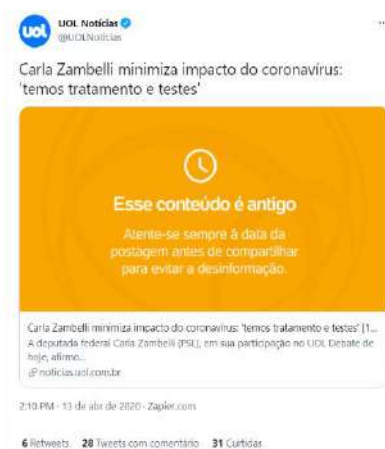 uol
UOL Notícias
@UOLNoticias
Carla Zambelli minimiza impacto do coronavírus:
'temos tratamento e testes'
Esse conteúdo é antigo
Atente-se sempre à data da
postagem antes de compartilhar
para evitar a desinformação.
Carla Zambelli minimiza impacto do coronavírus: 'temos tratamento e testes' [1...
A deputada federal Carla Zambelli (PSL), em sua participação no UOL Debate de
hoje, afirmo...
noticias.uol.com.br
2:10 PM · 13 de abr de 2020 · Zapier.com
6 Retweets 28 Tweets com comentário 31 Curtidas